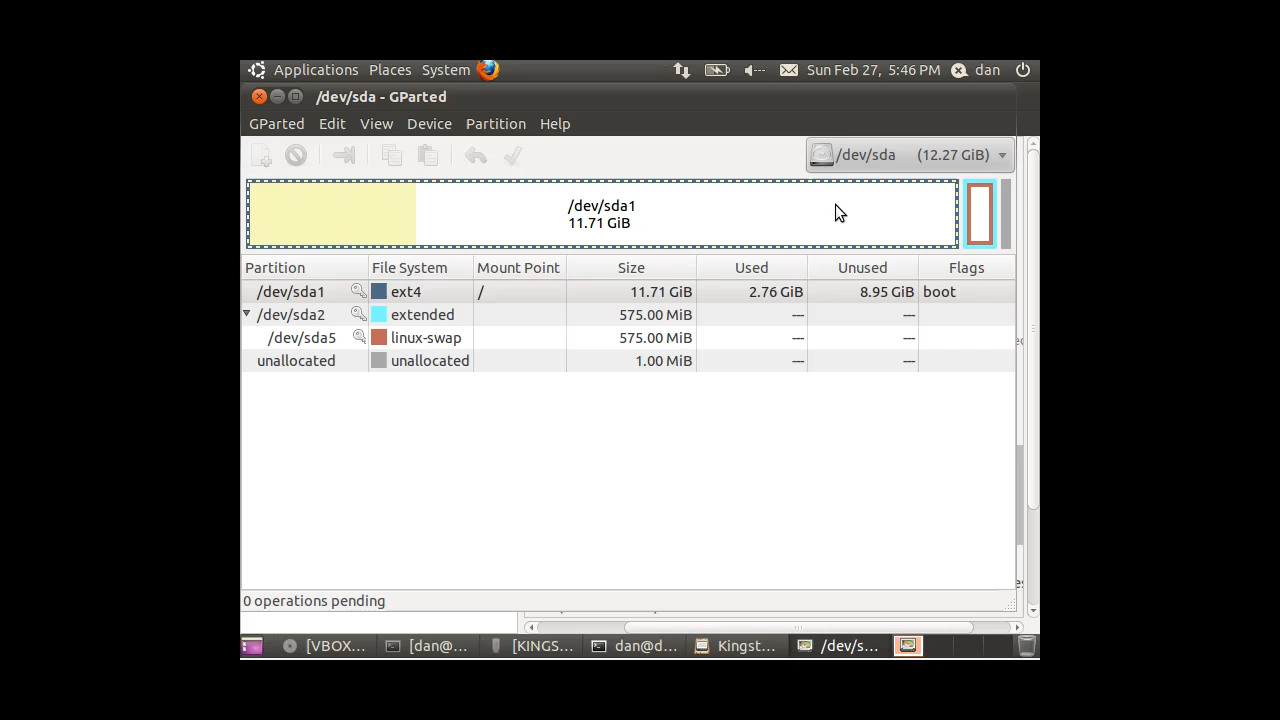 Applications Places System Sun Feb 27, 5:46 PM dan
/dev/sda - GParted
GParted Edit View Device Partition Help
/dev/sda (12.27 GiB)
/dev/sda1
11.71 GiB
Partition File System Mount Point Size Used Unused Flags
/dev/sda1 ext4 / 11.71 GiB 2.76 GiB 8.95 GiB boot
/dev/sda2 extended 575.00 MiB --- ---
/dev/sda5 linux-swap 575.00 MiB --- ---
unallocated unallocated 1.00 MiB --- ---
0 operations pending
[VBOX... [dan@... [KINGS... dan@d... Kingst... /dev/s...